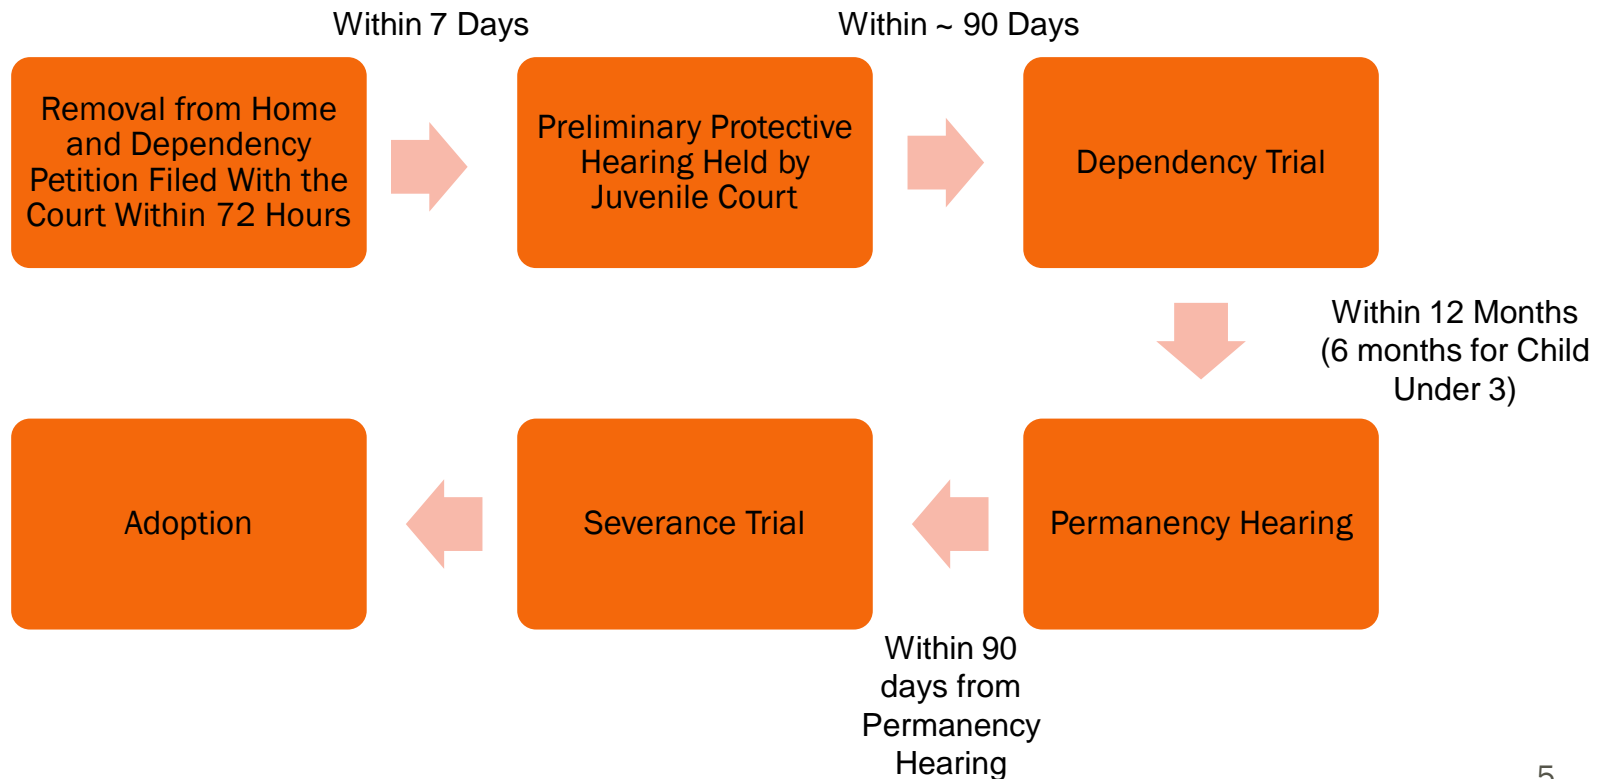 Within 7 Days
Within ~ 90 Days
Removal from Home
and Dependency
Petition Filed With the
Court Within 72 Hours
Preliminary Protective
Hearing Held by
Juvenile Court
Dependency Trial
Within 12 Months
(6 months for Child
Under 3)
Permanency Hearing
Within 90
days from
Permanency
Hearing
Severance Trial
Adoption
5